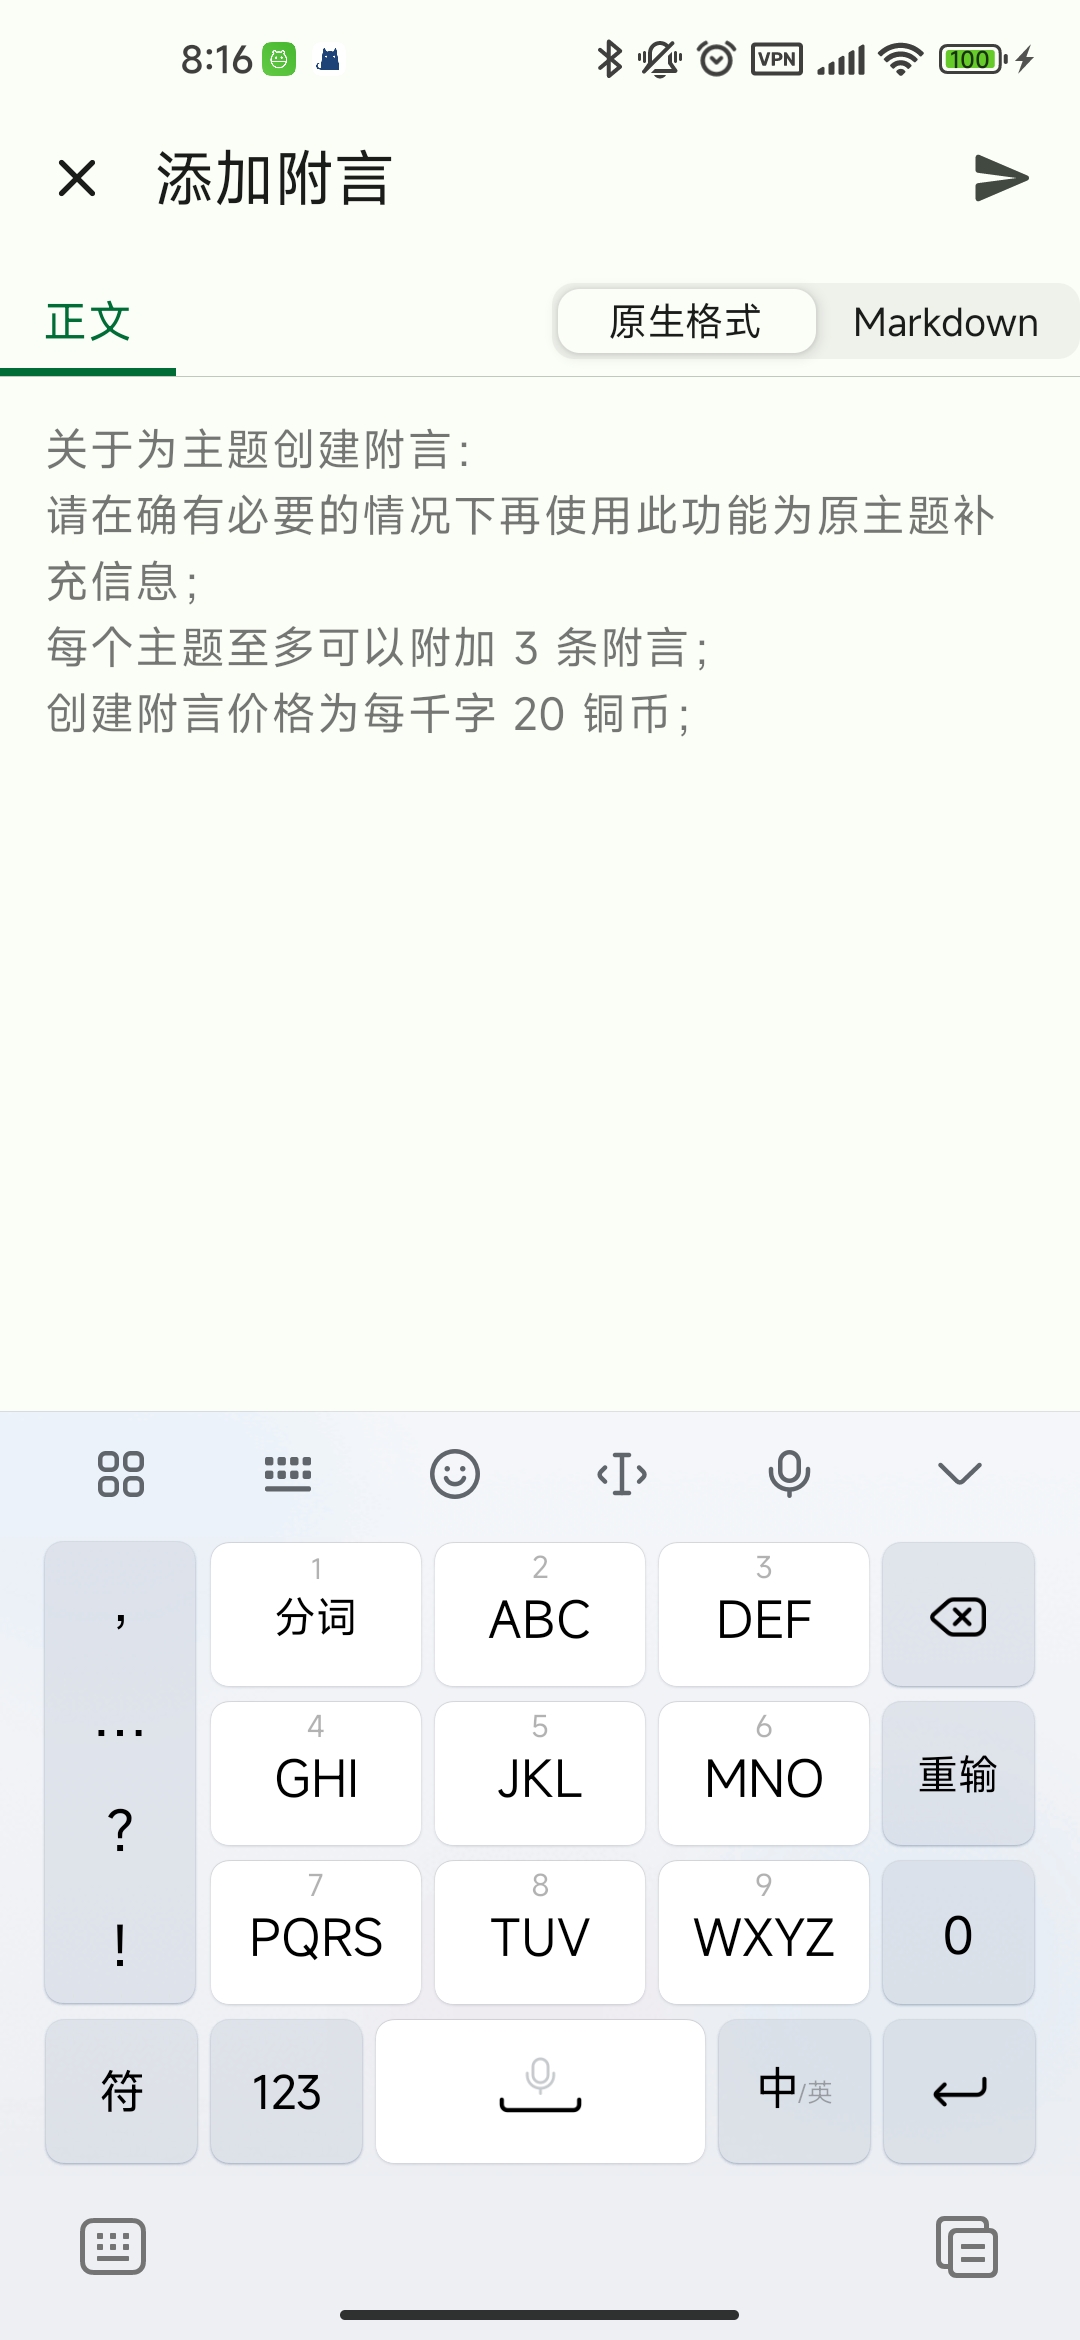 8:16
VPN
100
添加附言
正文
原生格式
Markdown
关于为主题创建附言：
请在确有必要的情况下再使用此功能为原主题补
充信息；
每个主题至多可以附加 3 条附言；
创建附言价格为每千字 20 铜币；
，
…
?
!
1
分词
2
ABC
3
DEF
4
GHI
5
JKL
6
MNO
重输
7
PQRS
8
TUV
9
WXYZ
0
符
123
中/英